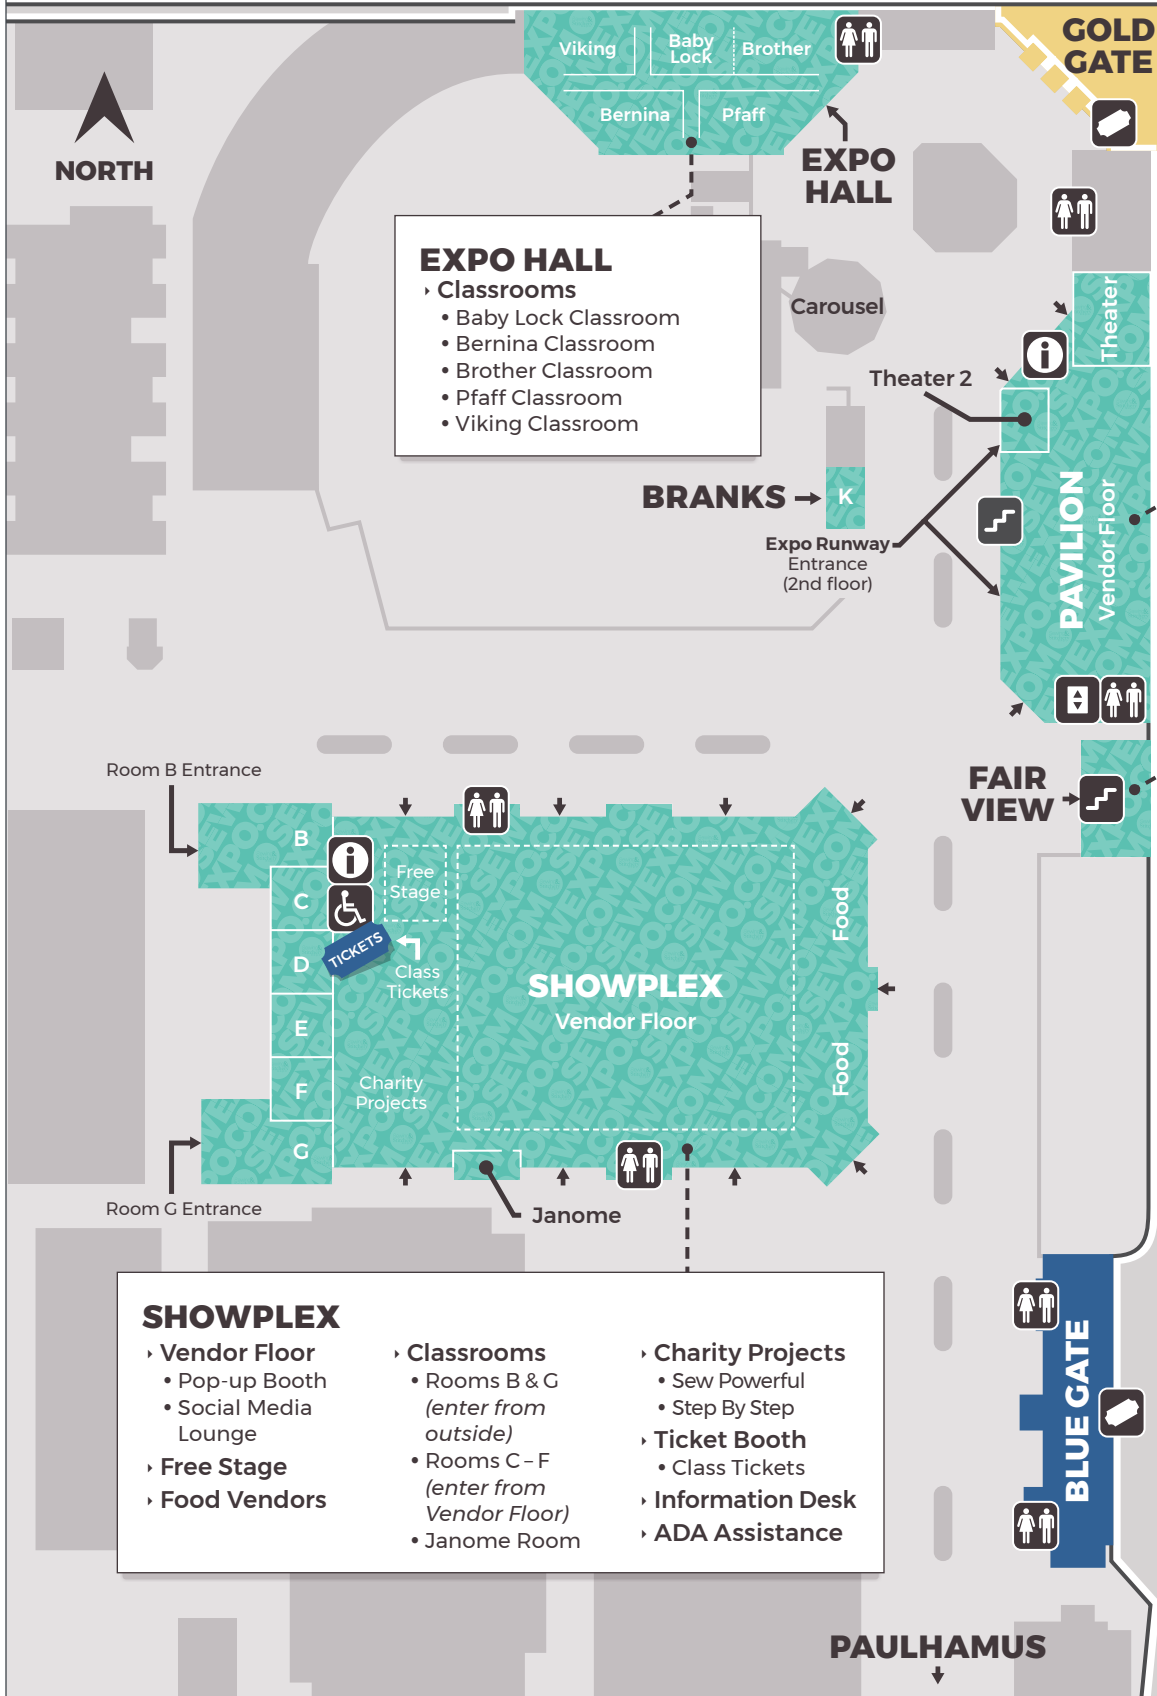 GOLD
GATE
Viking
Baby
Lock
Brother
Bernina
Pfaff
NORTH
EXPO
HALL
EXPO HALL
‣ Classrooms
• Baby Lock Classroom
• Bernina Classroom
• Brother Classroom
• Pfaff Classroom
• Viking Classroom
Carousel
Theater
Theater 2
BRANKS
K
Expo Runway
Entrance
(2nd floor)
PAVILION
Vendor Floor
Room B Entrance
FAIR
VIEW
B
C
D
E
F
G
Free
Stage
TICKETS
Class
Tickets
SHOWPLEX
Vendor Floor
Food
Food
Charity
Projects
Room G Entrance
Janome
SHOWPLEX
‣ Vendor Floor
• Pop-up Booth
• Social Media
Lounge
‣ Free Stage
‣ Food Vendors
‣ Classrooms
• Rooms B & G
(enter from
outside)
• Rooms C – F
(enter from
Vendor Floor)
• Janome Room
‣ Charity Projects
• Sew Powerful
• Step By Step
‣ Ticket Booth
• Class Tickets
‣ Information Desk
‣ ADA Assistance
BLUE GATE
PAULHAMUS